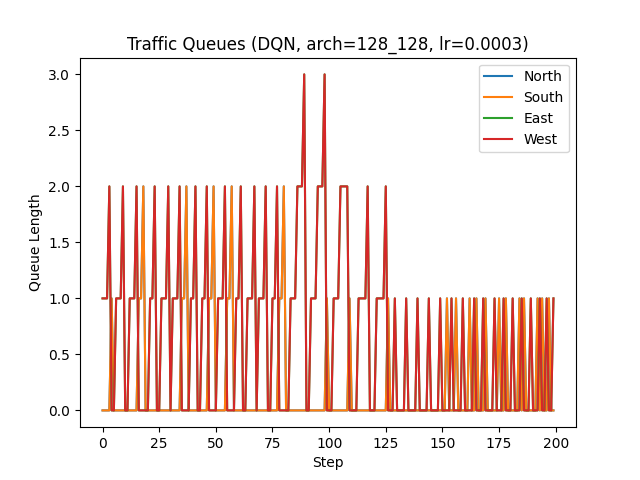 Traffic Queues (DQN, arch=128_128, lr=0.0003)
North
South
East
West
3.0
2.5
2.0
1.5
1.0
0.5
0.0
Queue Length
0 25 50 75 100 125 150 175 200
Step